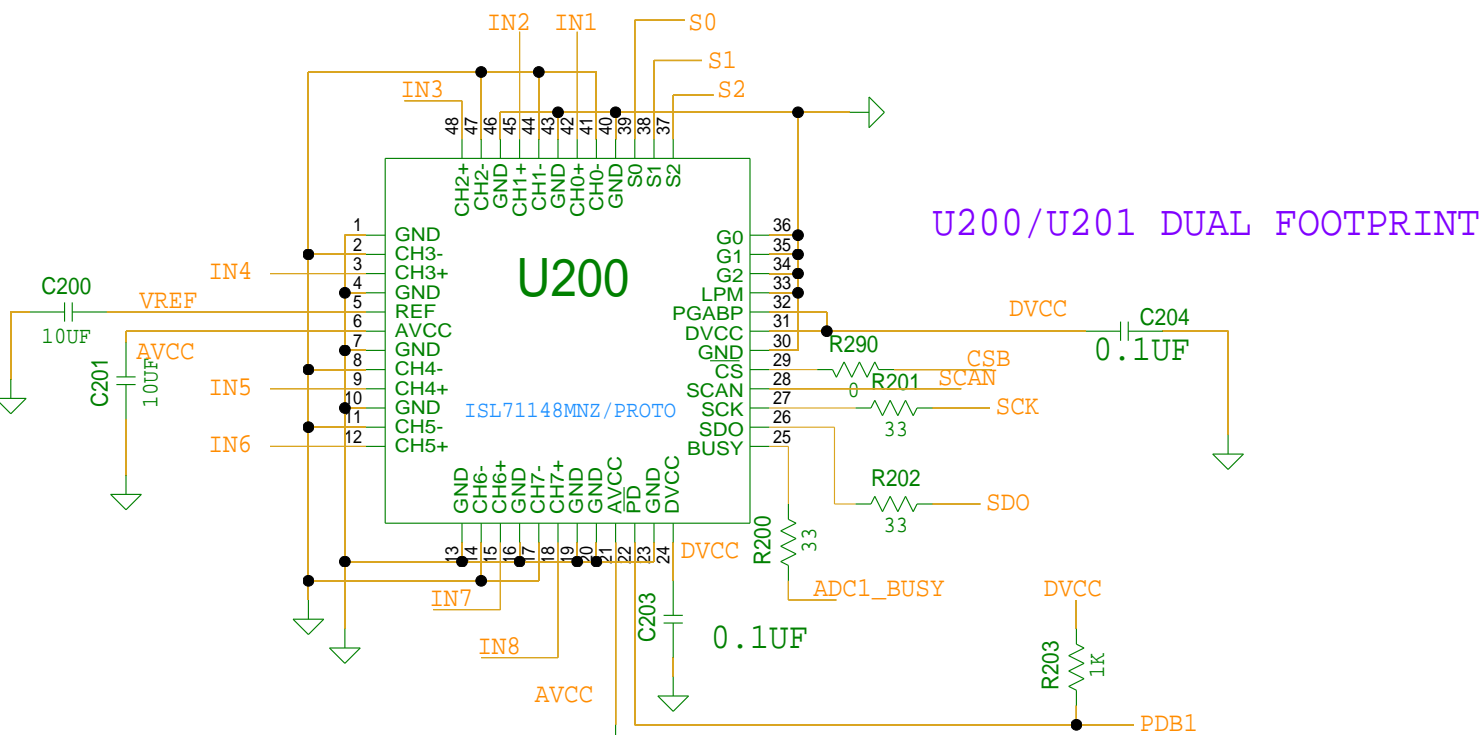 IN2 IN1 S0
S1
IN3 S2
48 47 46 45 44 43 42 41 40 39 38 37
CH2+ CH2- GND CH1+ CH1- GND CH0+ CH0- GND S0 S1 S2
U200/U201 DUAL FOOTPRINT
U200
ISL71148MNZ/PROTO
1 GND
2 CH3-
IN4 3 CH3+
4 GND
C200 10UF VREF 5 REF
AVCC 6 AVCC
C201 10UF
7 GND
8 CH4-
IN5 9 CH4+
10 GND
11 CH5-
IN6 12 CH5+
G0 36
G1 35
G2 34
LPM 33
PGABP 32
DVCC 31 DVCC C204 0.1UF
GND 30
CS 29 R290 0 CSB
SCAN 28 SCAN
SCK 27 R201 33 SCK
SDO 26 R202 33 SDO
BUSY 25 R200 33 ADC1_BUSY
GND CH6- CH6+ GND CH7- CH7+ GND GND AVCC PD GND DVCC
13 14 15 16 17 18 19 20 21 22 23 24
DVCC
IN7
C203 0.1UF
IN8
AVCC
DVCC
R203 1K
PDB1